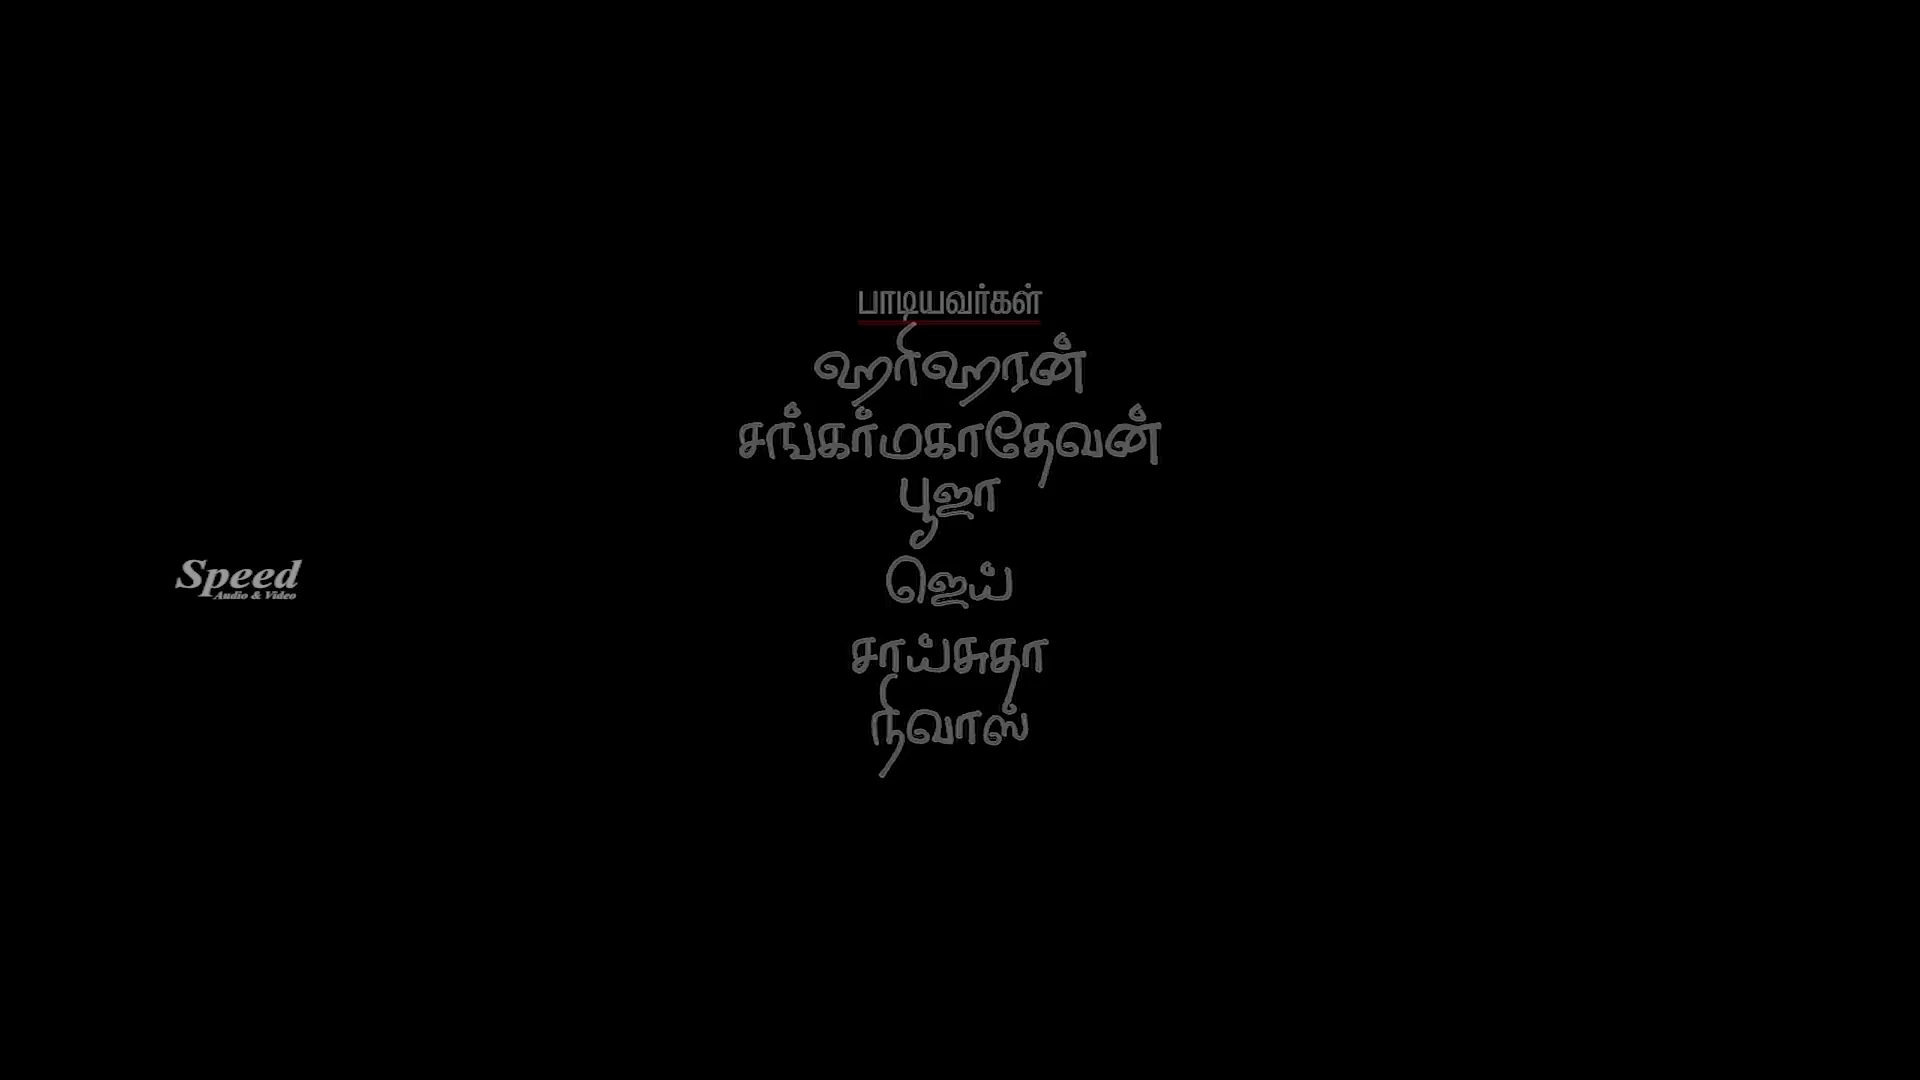 பாடியவர்கள்
ஹரிஹரன்
சங்கர்மகாதேவன்
பூஜா
ஜெய்
சாய்சுதா
நிவாஸ்
Speed
Audio & Video